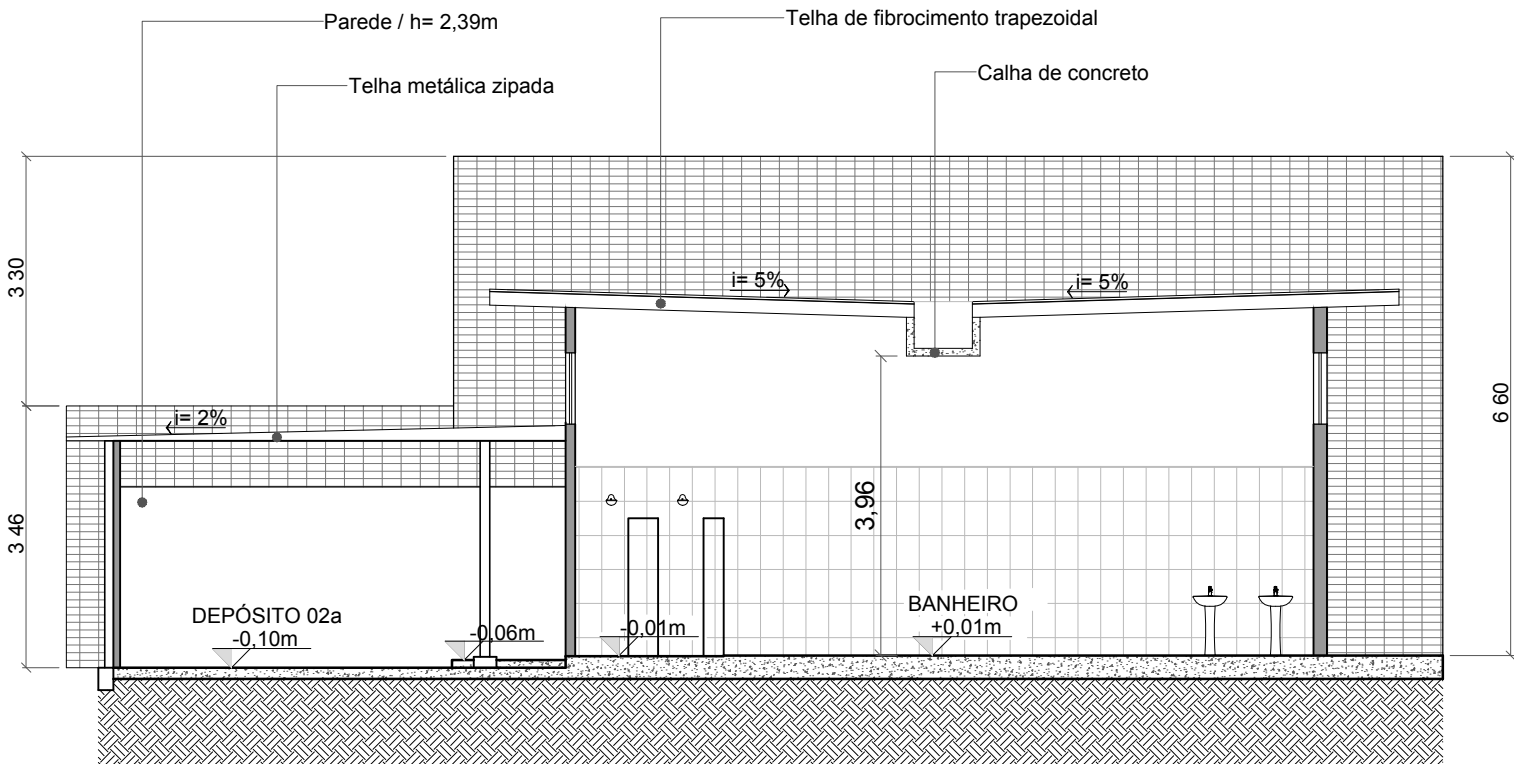 Parede / h= 2,39m
Telha de fibrocimento trapezoidal
Telha metálica zipada
Calha de concreto
3 30
i= 5%
i= 5%
6 60
i= 2%
3 46
3,96
DEPÓSITO 02a
-0,10m
-0,06m
-0,01m
BANHEIRO
+0,01m